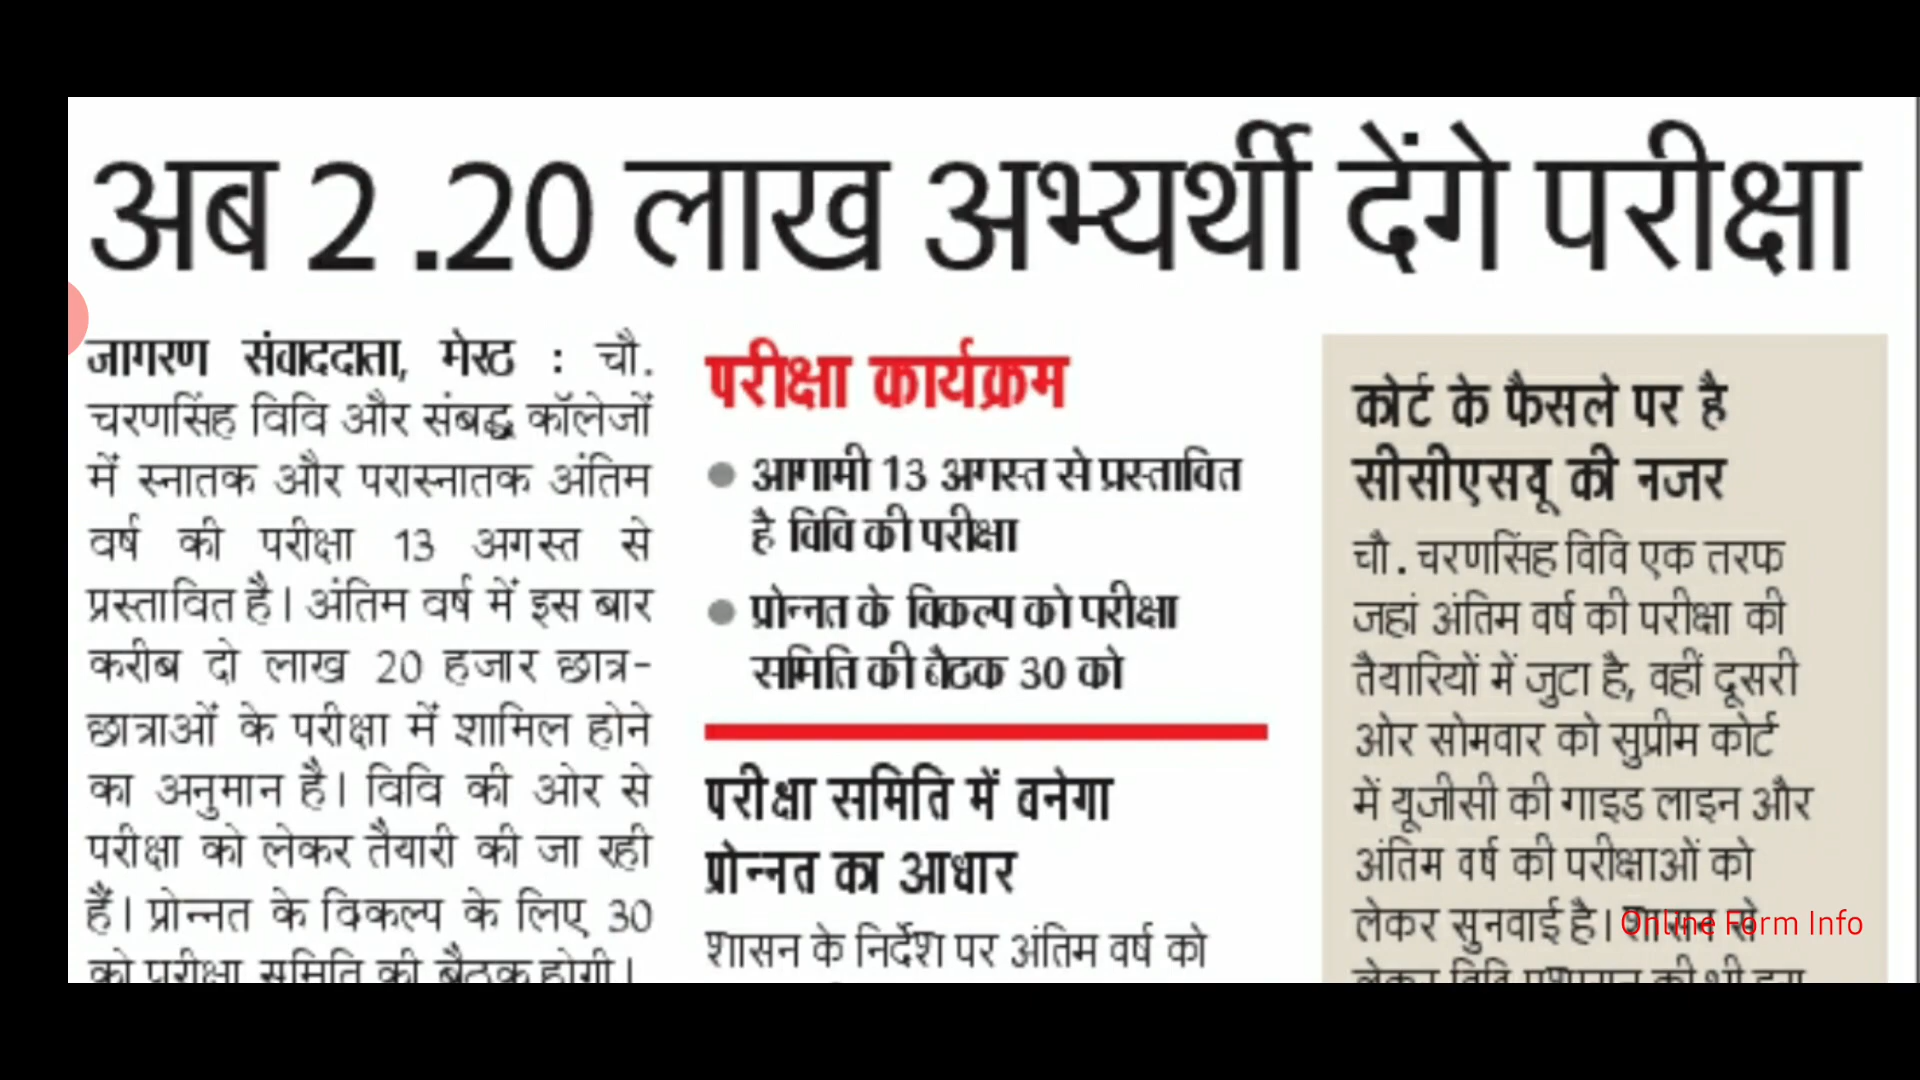 अब 2.20 लाख अभ्यर्थी देंगे परीक्षा
जागरण संवाददाता, मेरठ : चौ.
चरणसिंह विवि और संबद्ध कॉलेजों
में स्नातक और परास्नातक अंतिम
वर्ष की परीक्षा 13 अगस्त से
प्रस्तावित है। अंतिम वर्ष में इस बार
करीब दो लाख 20 हजार छात्र-
छात्राओं के परीक्षा में शामिल होने
का अनुमान है। विवि की ओर से
परीक्षा को लेकर तैयारी की जा रही
हैं। प्रोन्नत के विकल्प के लिए 30
को परीक्षा समिति की बैठक होगी।
परीक्षा कार्यक्रम
आगामी 13 अगस्त से प्रस्तावित
है विवि की परीक्षा
प्रोन्नत के विकल्प को परीक्षा
समिति की बैठक 30 को
परीक्षा समिति में बनेगा
प्रोन्नत का आधार
शासन के निर्देश पर अंतिम वर्ष को
कोर्ट के फैसले पर है
सीसीएसयू की नजर
चौ. चरणसिंह विवि एक तरफ
जहां अंतिम वर्ष की परीक्षा की
तैयारियों में जुटा है, वहीं दूसरी
ओर सोमवार को सुप्रीम कोर्ट
में यूजीसी की गाइड लाइन और
अंतिम वर्ष की परीक्षाओं को
लेकर सुनवाई है। शासन से
Online Form Info